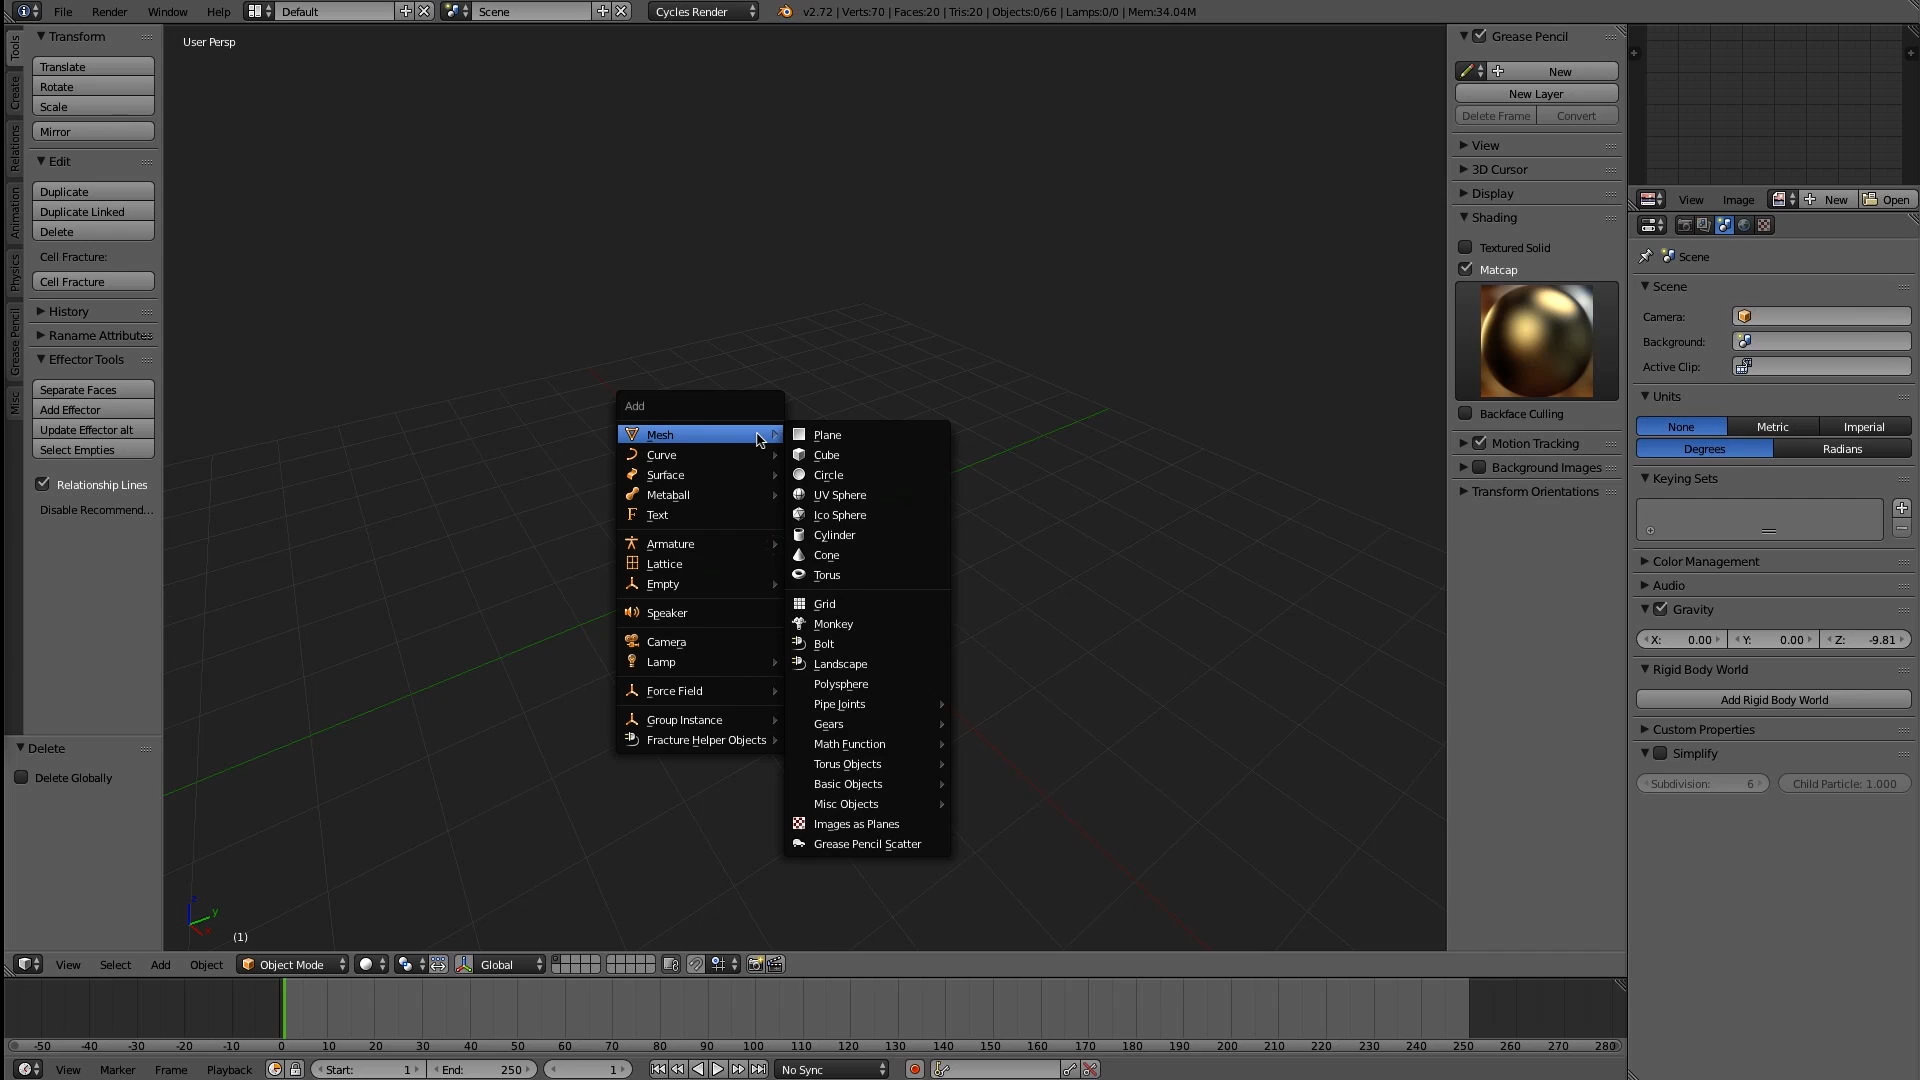 File Render Window Help Default Scene Cycles Render v2.72 | Verts:70 | Faces:20 | Tris:20 | Objects:0/66 | Lamps:0/0 | Mem:34.04M
Tools
Create
Relations
Animation
Physics
Grease Pencil
Misc
Transform
Translate
Rotate
Scale
Mirror
Edit
Duplicate
Duplicate Linked
Delete
Cell Fracture:
Cell Fracture
History
Raname Attributes
Effector Tools
Separate Faces
Add Effector
Update Effector alt
Select Empties
Relationship Lines
Disable Recommend...
Delete
Delete Globally
User Persp
Add
Mesh
Curve
Surface
Metaball
Text
Armature
Lattice
Empty
Speaker
Camera
Lamp
Force Field
Group Instance
Fracture Helper Objects
Plane
Cube
Circle
UV Sphere
Ico Sphere
Cylinder
Cone
Torus
Grid
Monkey
Bolt
Landscape
Polysphere
Pipe Joints
Gears
Math Function
Torus Objects
Basic Objects
Misc Objects
Images as Planes
Grease Pencil Scatter
z
y
x
(1)
Grease Pencil
New
New Layer
Delete Frame Convert
View
3D Cursor
Display
Shading
Textured Solid
Matcap
Backface Culling
Motion Tracking
Background Images
Transform Orientations
View Image New Open
Scene
Scene
Camera:
Background:
Active Clip:
Units
None Metric Imperial
Degrees Radians
Keying Sets
Color Management
Audio
Gravity
X: 0.00 Y: 0.00 Z: -9.81
Rigid Body World
Add Rigid Body World
Custom Properties
Simplify
Subdivision: 6 Child Particle: 1.000
View Select Add Object Object Mode Global
-50 -40 -30 -20 -10 0 10 20 30 40 50 60 70 80 90 100 110 120 130 140 150 160 170 180 190 200 210 220 230 240 250 260 270 280
View Marker Frame Playback Start: 1 End: 250 1 No Sync